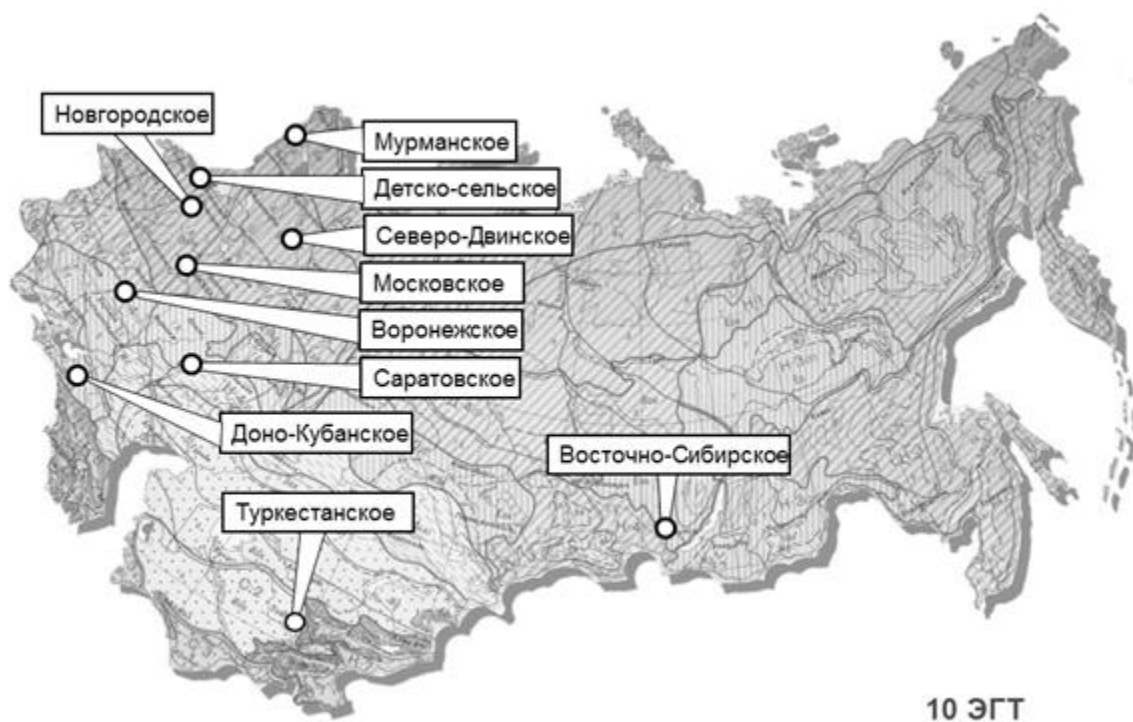 Новгородское
Мурманское
Детско-сельское
Северо-Двинское
Московское
Воронежское
Саратовское
Доно-Кубанское
Восточно-Сибирское
Туркестанское
10 ЭГТ